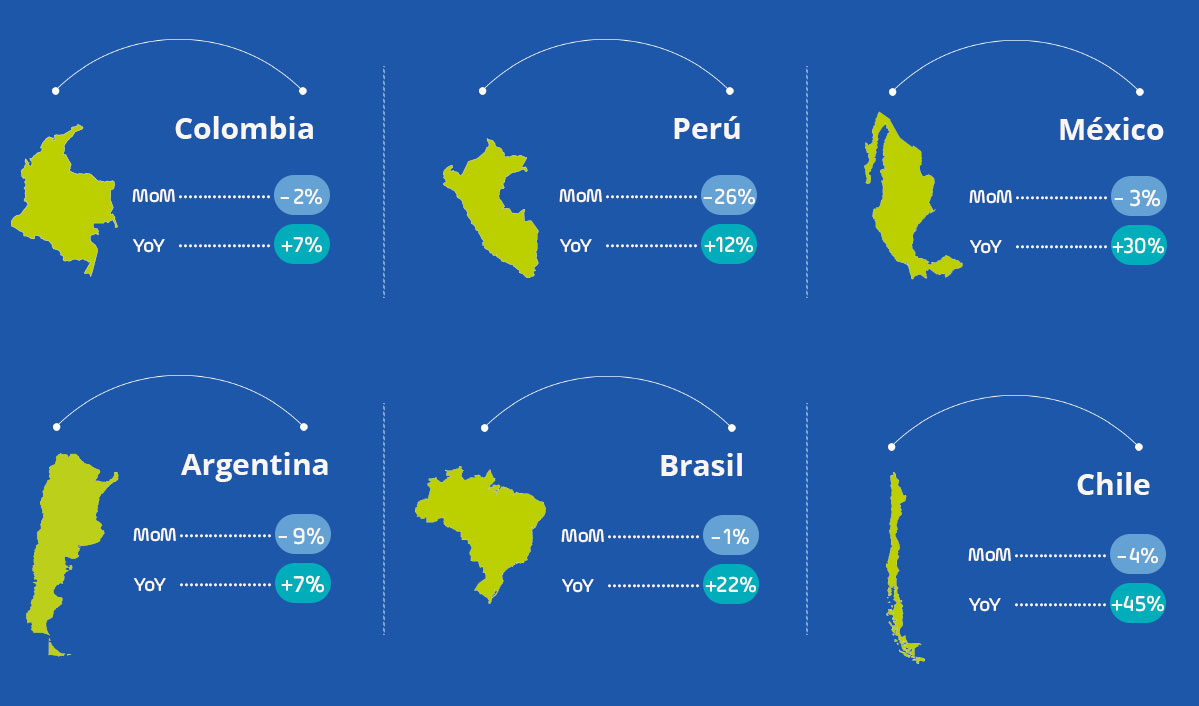 Colombia
MoM -2%
YoY +7%
Perú
MoM -26%
YoY +12%
México
MoM - 3%
YoY +30%
Argentina
MoM - 9%
YoY +7%
Brasil
MoM -1%
YoY +22%
Chile
MoM -4%
YoY +45%